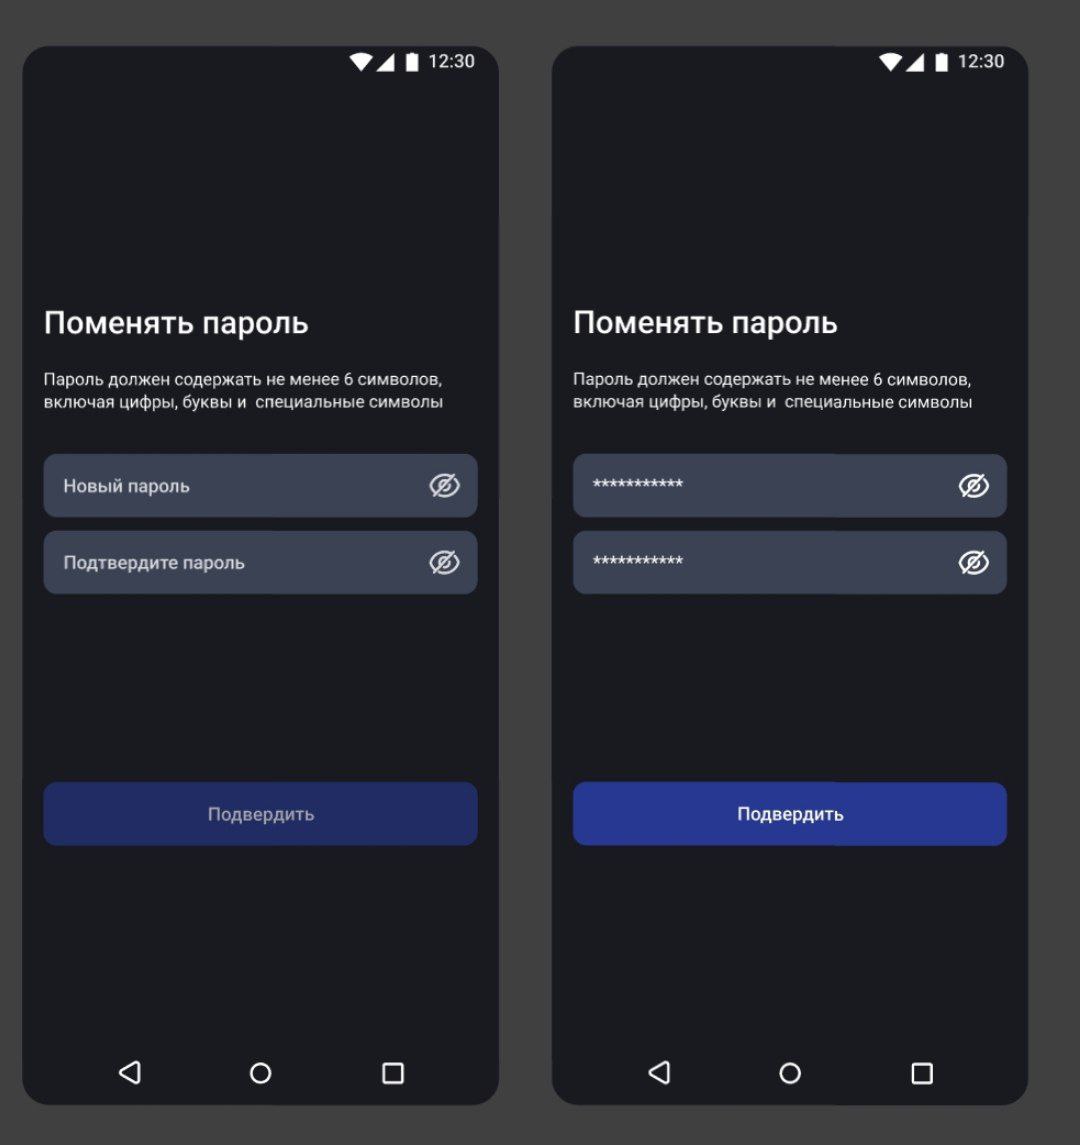 12:30
Поменять пароль
Пароль должен содержать не менее 6 символов,
включая цифры, буквы и  специальные символы
Новый пароль
Подтвердите пароль
Подвердить
12:30
Поменять пароль
Пароль должен содержать не менее 6 символов,
включая цифры, буквы и  специальные символы
***********
***********
Подвердить